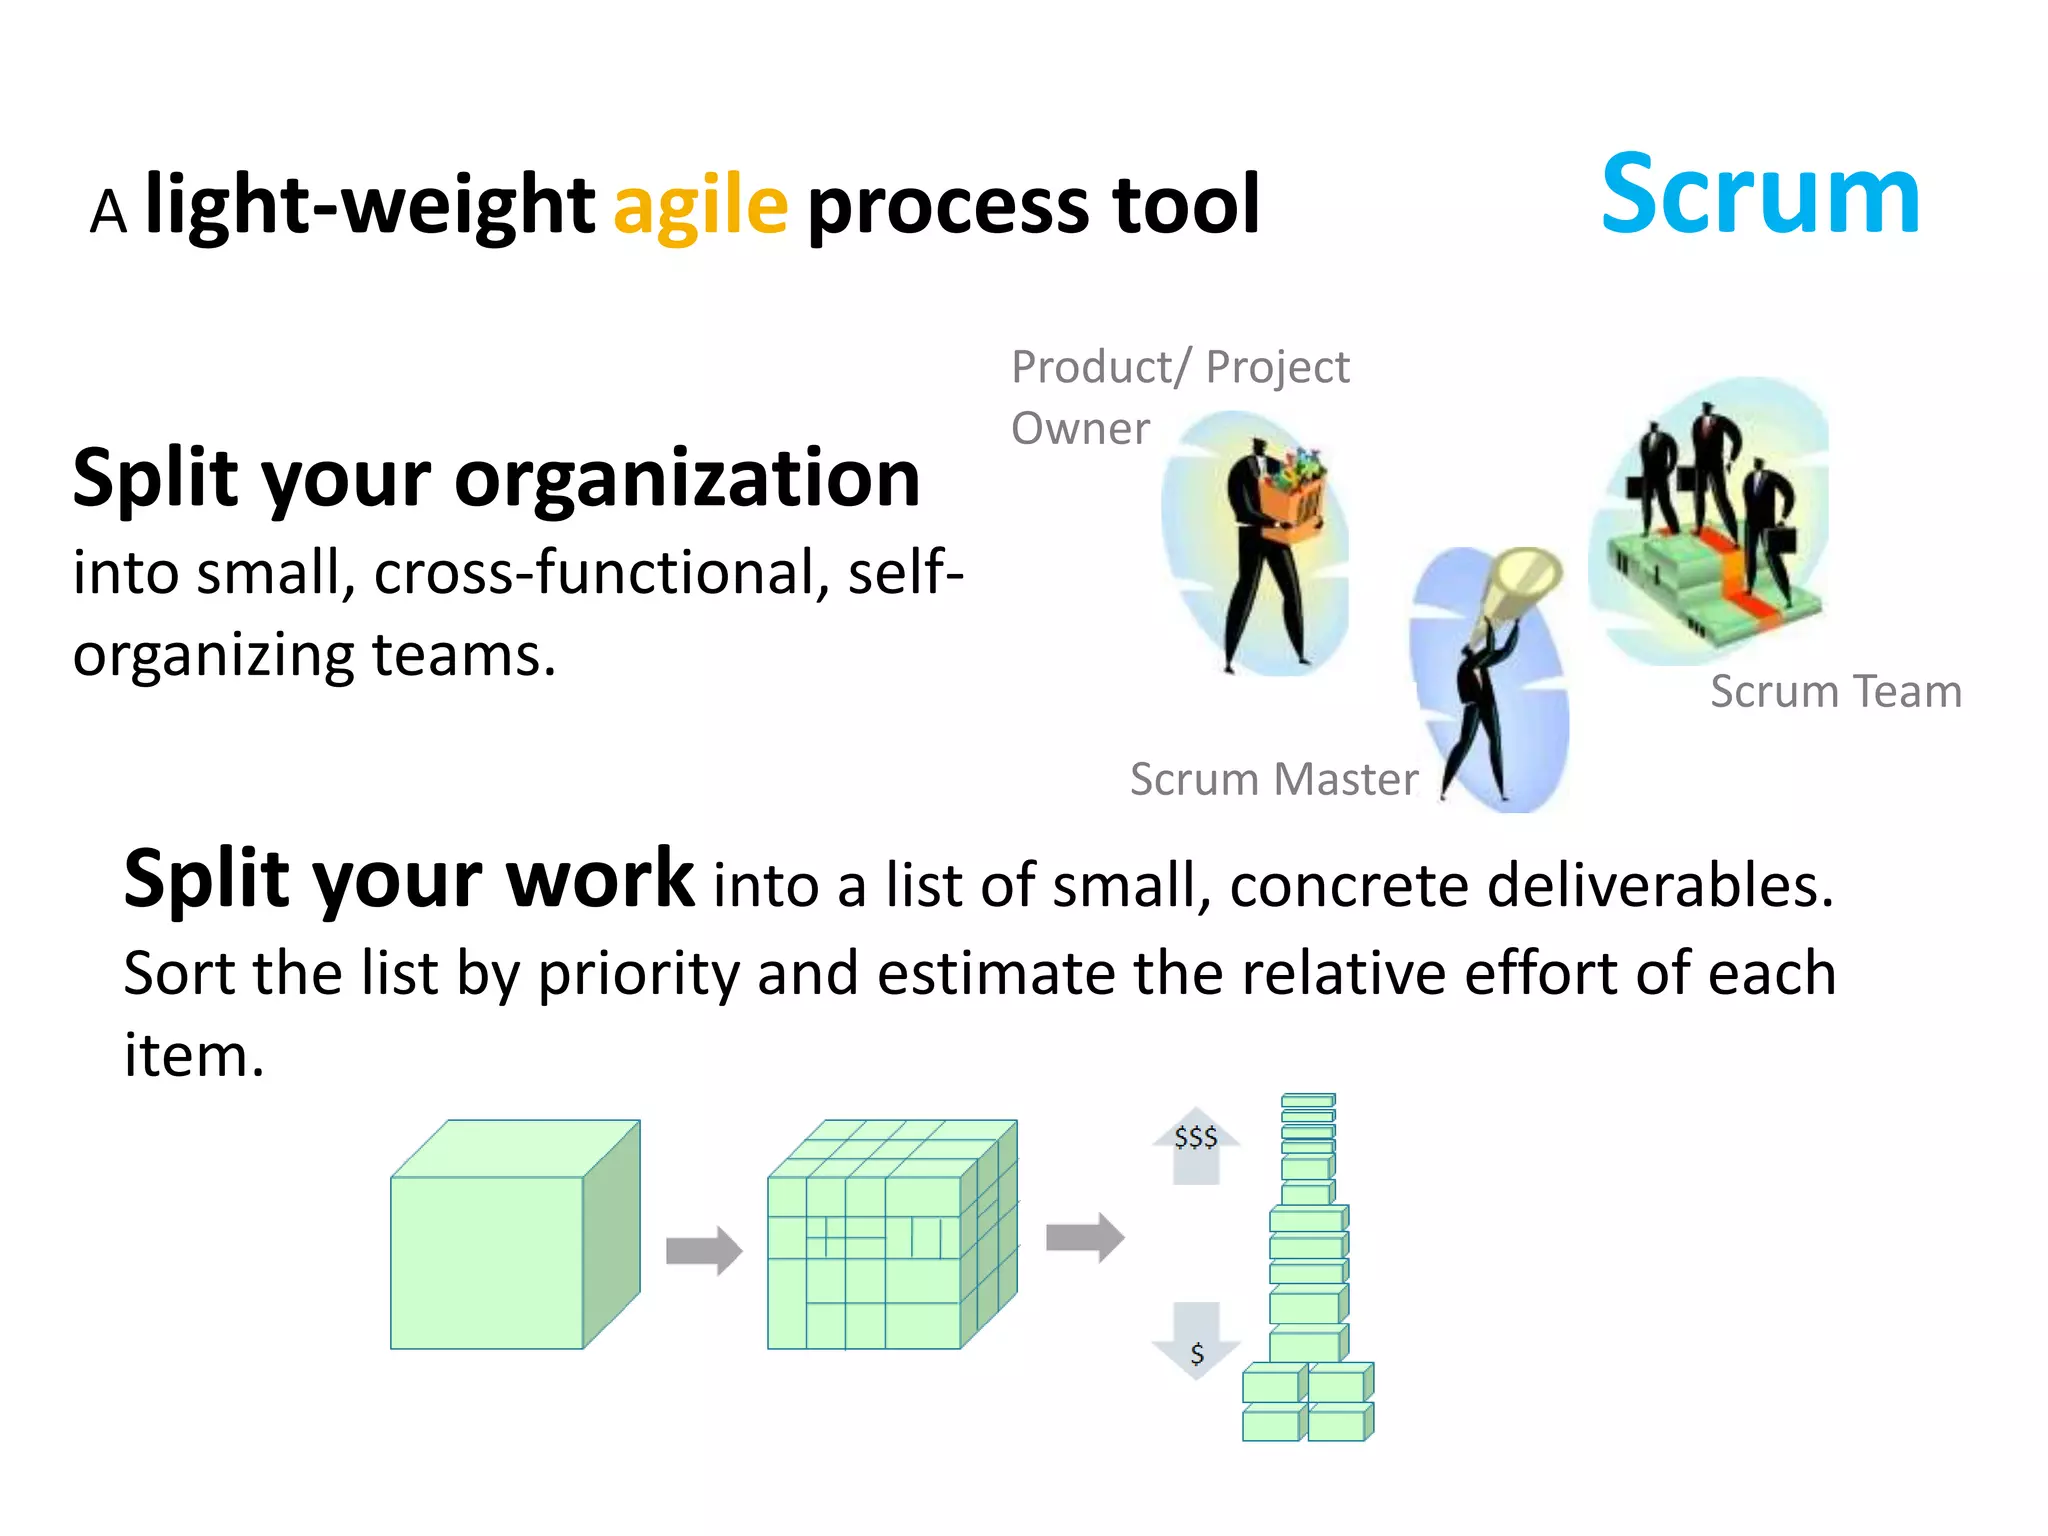 A light-weight agile process tool
Scrum
Product/ Project
Owner
Split your organization
into small, cross-functional, self-
organizing teams.
Scrum Team
Scrum Master
Split your work into a list of small, concrete deliverables.
Sort the list by priority and estimate the relative effort of each
item.
$$$
$